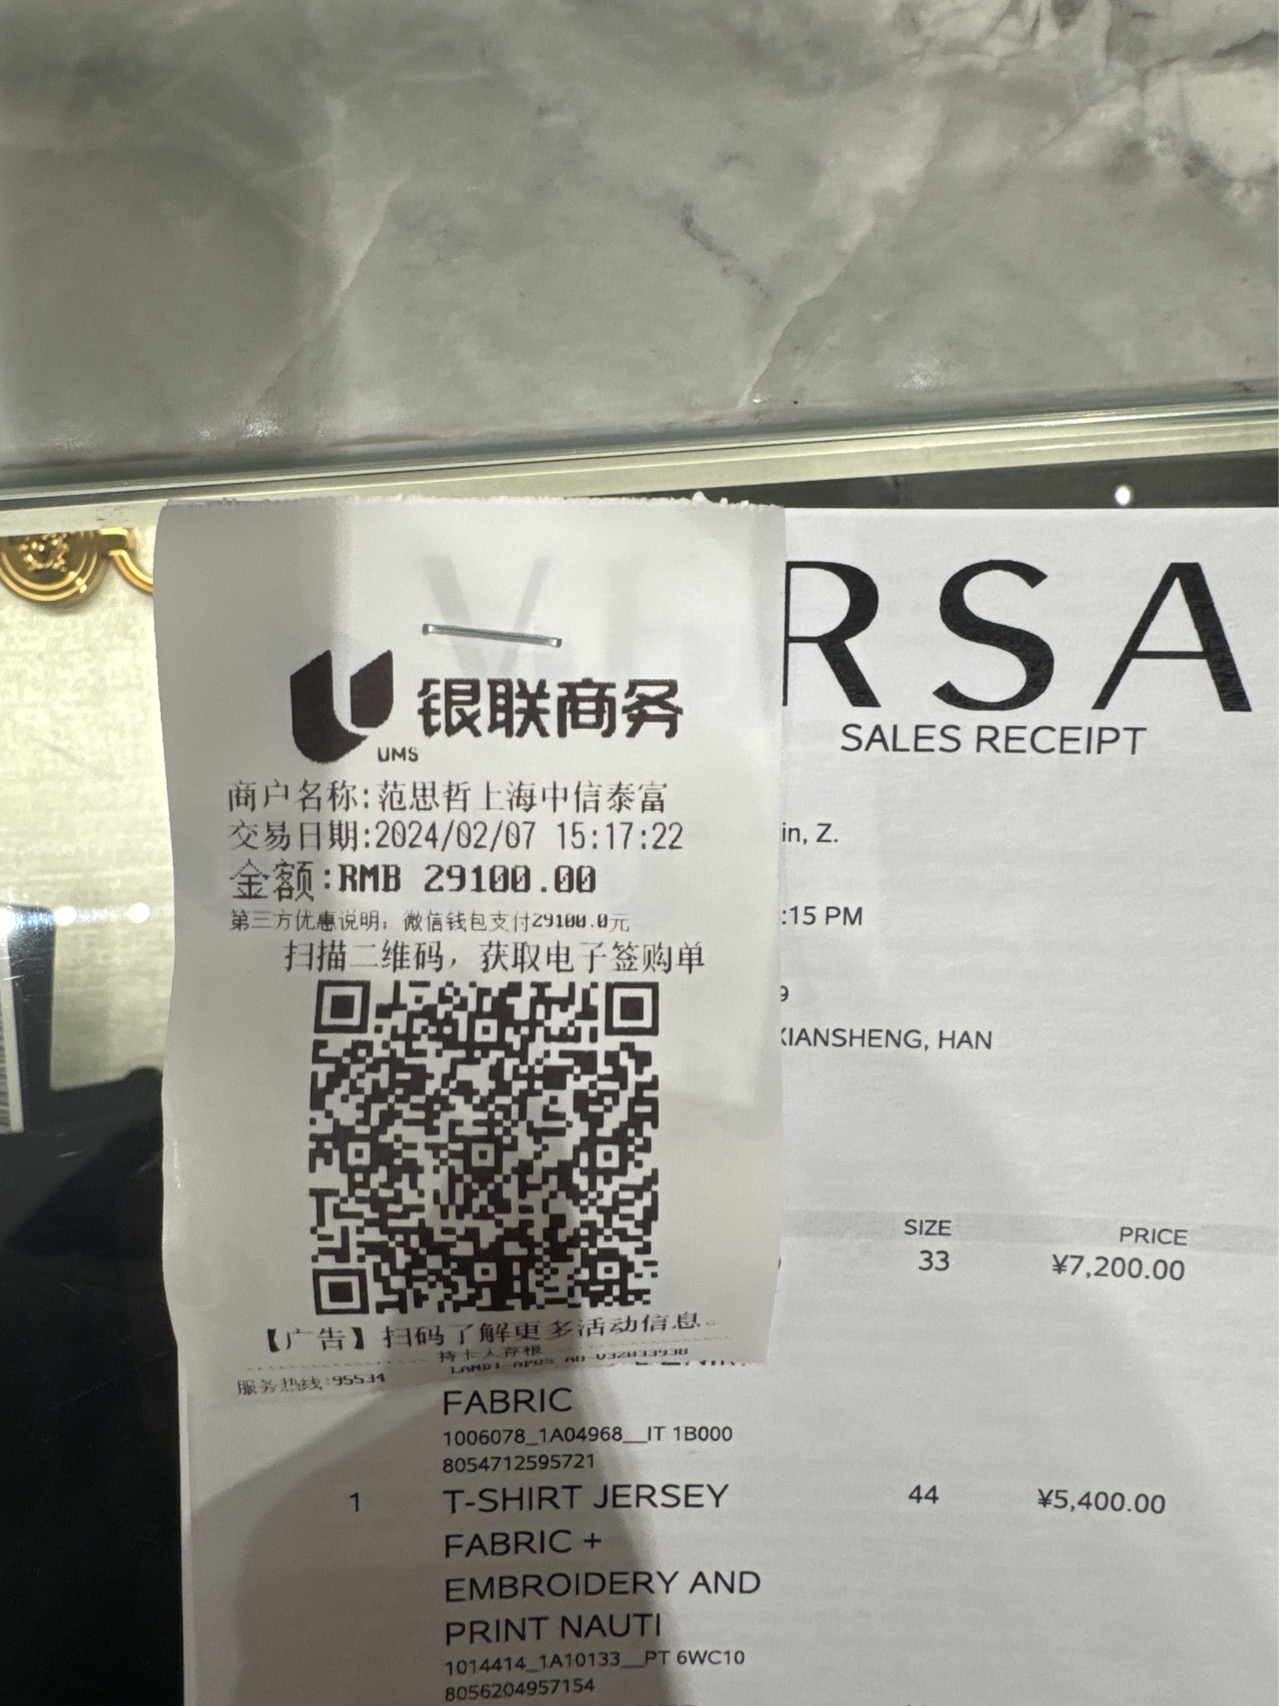 RSA
SALES RECEIPT
银联商务
UMS
商户名称:范思哲上海中信泰富
交易日期:2024/02/07 15:17:22
金额:RMB 29100.00
第三方优惠说明: 微信钱包支付29100.0元
扫描二维码，获取电子签购单
【广告】扫码了解更多活动信息。
持卡人存根
服务热线:95534
in, Z.
:15 PM
9
XIANSHENG, HAN
SIZE PRICE
33 ¥7,200.00
FABRIC
1006078_1A04968__IT 1B000
8054712595721
1 T-SHIRT JERSEY 44 ¥5,400.00
FABRIC +
EMBROIDERY AND
PRINT NAUTI
1014414_1A10133__PT 6WC10
8056204957154